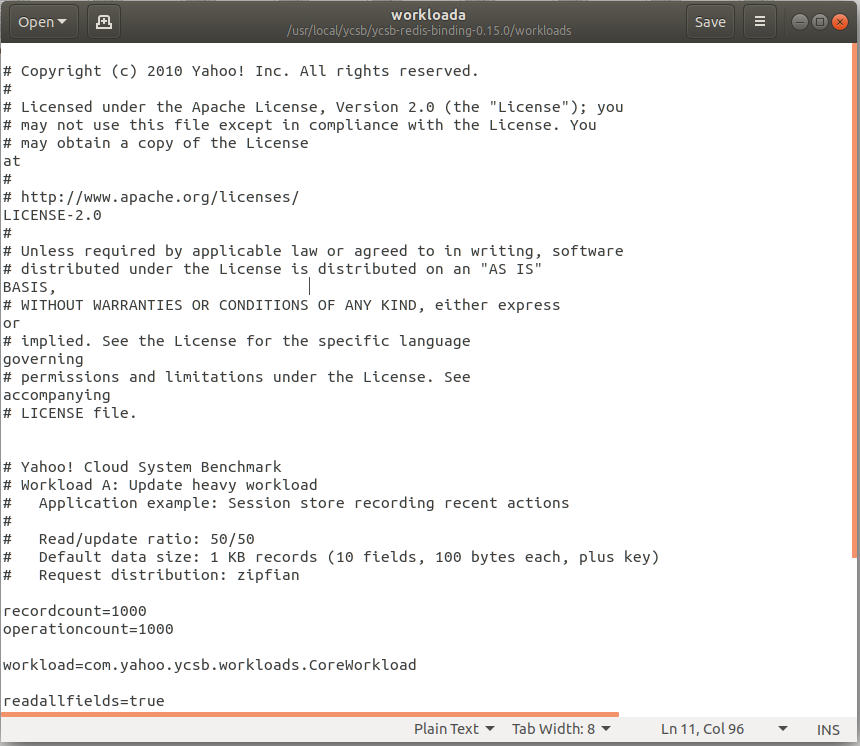 Open
workloada
/usr/local/ycsb/ycsb-redis-binding-0.15.0/workloads
Save
# Copyright (c) 2010 Yahoo! Inc. All rights reserved.
#
# Licensed under the Apache License, Version 2.0 (the "License"); you
# may not use this file except in compliance with the License. You
# may obtain a copy of the License
at
#
# http://www.apache.org/licenses/
LICENSE-2.0
#
# Unless required by applicable law or agreed to in writing, software
# distributed under the License is distributed on an "AS IS"
BASIS,
# WITHOUT WARRANTIES OR CONDITIONS OF ANY KIND, either express
or
# implied. See the License for the specific language
governing
# permissions and limitations under the License. See
accompanying
# LICENSE file.
# Yahoo! Cloud System Benchmark
# Workload A: Update heavy workload
#   Application example: Session store recording recent actions
#
#   Read/update ratio: 50/50
#   Default data size: 1 KB records (10 fields, 100 bytes each, plus key)
#   Request distribution: zipfian
recordcount=1000
operationcount=1000
workload=com.yahoo.ycsb.workloads.CoreWorkload
readallfields=true
Plain Text Tab Width: 8 Ln 11, Col 96 INS